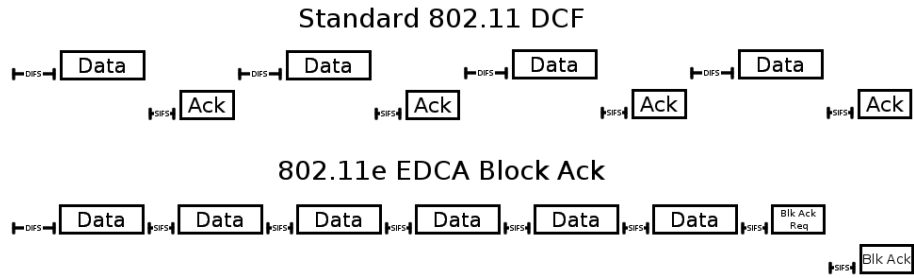 Standard 802.11 DCF
DIFS Data DIFS Data DIFS Data DIFS Data
SIFS Ack SIFS Ack SIFS Ack SIFS Ack
802.11e EDCA Block Ack
DIFS Data SIFS Data SIFS Data SIFS Data SIFS Data SIFS Data SIFS Blk Ack
Req
SIFS Blk Ack